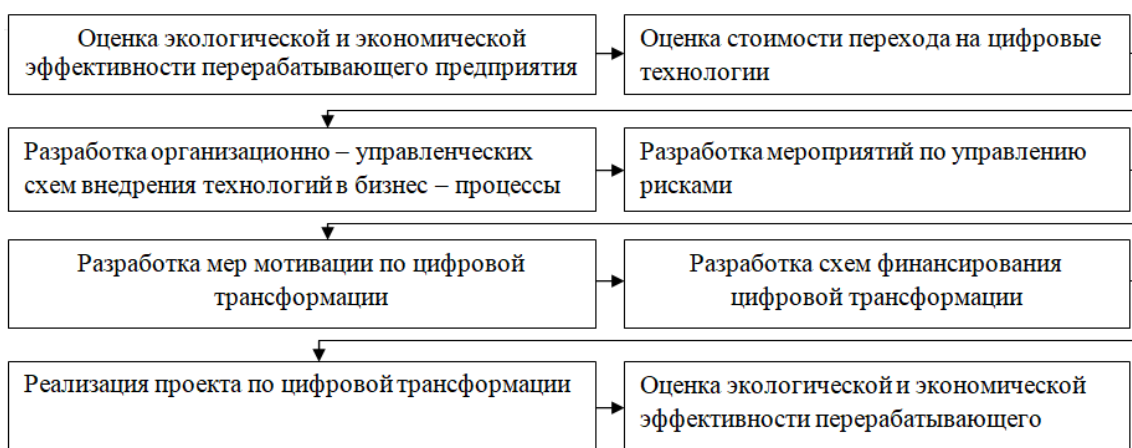 Оценка экологической и экономической
эффективности перерабатывающего предприятия
Оценка стоимости перехода на цифровые
технологии
Разработка организационно – управленческих
схем внедрения технологий в бизнес – процессы
Разработка мероприятий по управлению
рисками
Разработка мер мотивации по цифровой
трансформации
Разработка схем финансирования
цифровой трансформации
Реализация проекта по цифровой трансформации
Оценка экологической и экономической
эффективности перерабатывающего